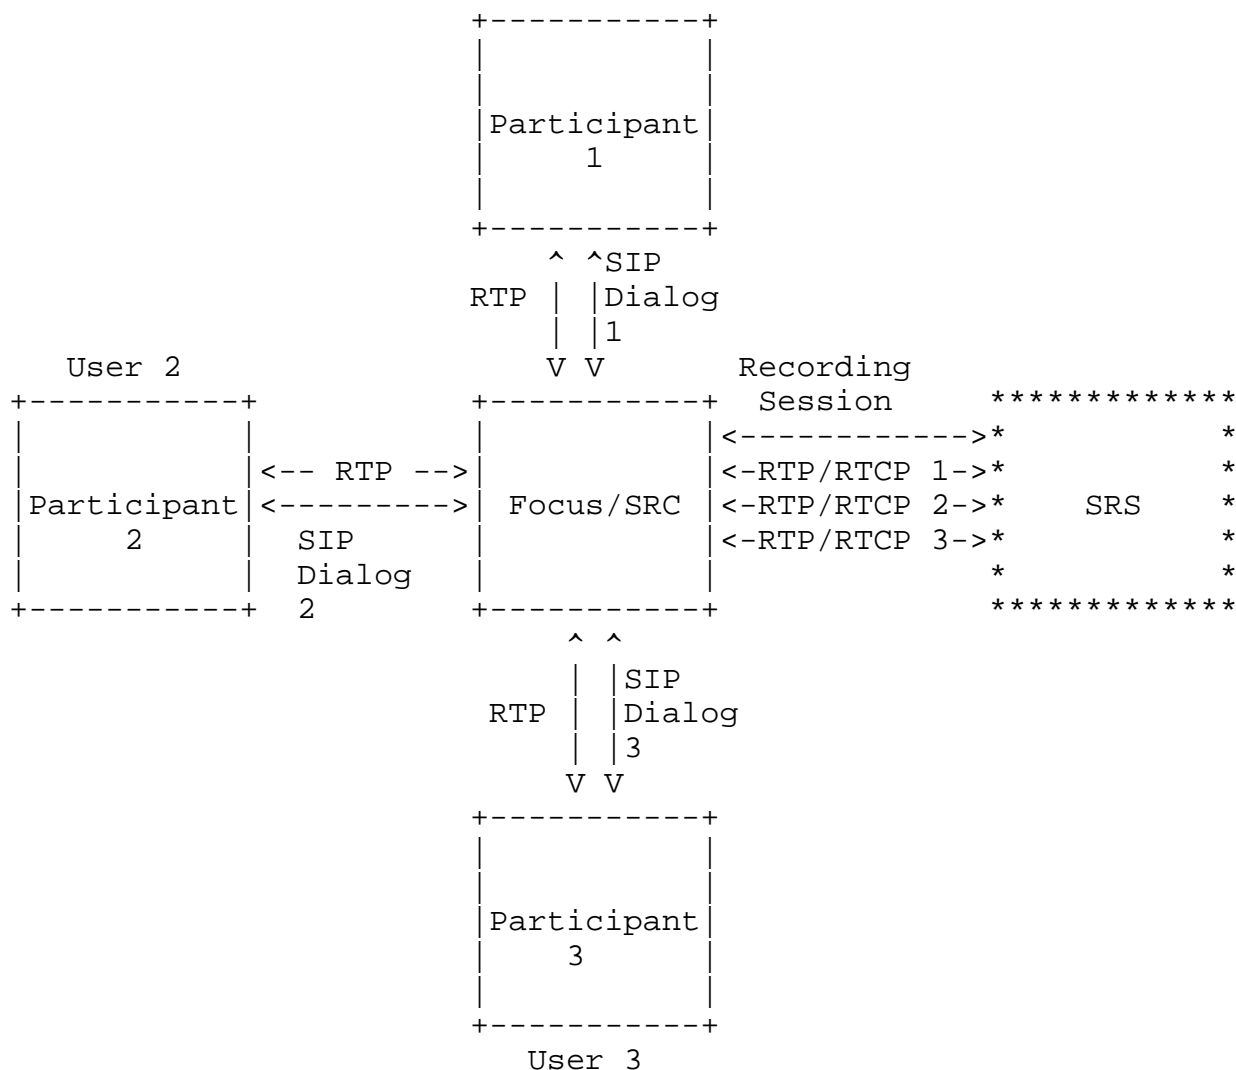 +-----------+
|           |
|           |
|Participant|
|     1     |
|           |
+-----------+
^ ^SIP
RTP | |Dialog
| |1
User 2 V V Recording
+-----------+ +-----------+ Session *************
|           | |           |<------------>*           *
|           |<-- RTP -->|           |<-RTP/RTCP 1->*           *
|Participant|<--------->| Focus/SRC |<-RTP/RTCP 2->*    SRS    *
|     2     | SIP |           |<-RTP/RTCP 3->*           *
|           | Dialog |           | *           *
+-----------+ 2 +-----------+ *************
^ ^
| |SIP
RTP | |Dialog
| |3
V V
+-----------+
|           |
|           |
|Participant|
|    3      |
|           |
+-----------+
User 3